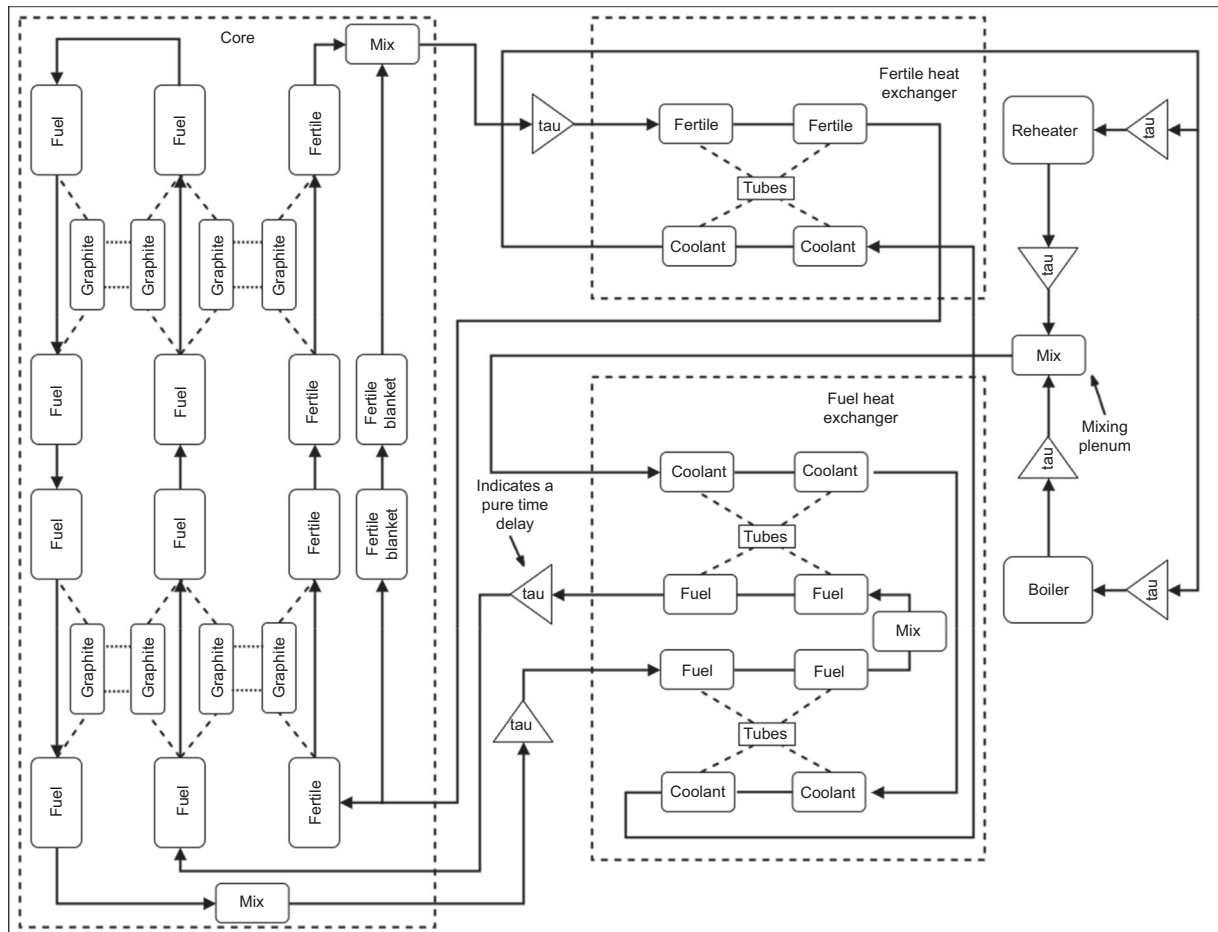 Core
Mix
Fertile heat
exchanger
Fuel
Fuel
Fertile
tau
Fertile
Fertile
Reheater
tau
Tubes
Graphite
Graphite
Graphite
Graphite
Coolant
Coolant
tau
Mix
Fuel
Fuel
Fertile
Fertile
blanket
Fuel heat
exchanger
Mixing
plenum
Coolant
Coolant
tau
Indicates a
pure time
delay
Fuel
Fuel
Fertile
Fertile
blanket
Tubes
tau
Fuel
Fuel
Boiler
tau
Mix
Graphite
Graphite
Graphite
Graphite
Fuel
Fuel
tau
Tubes
Fuel
Fuel
Fertile
Coolant
Coolant
Mix